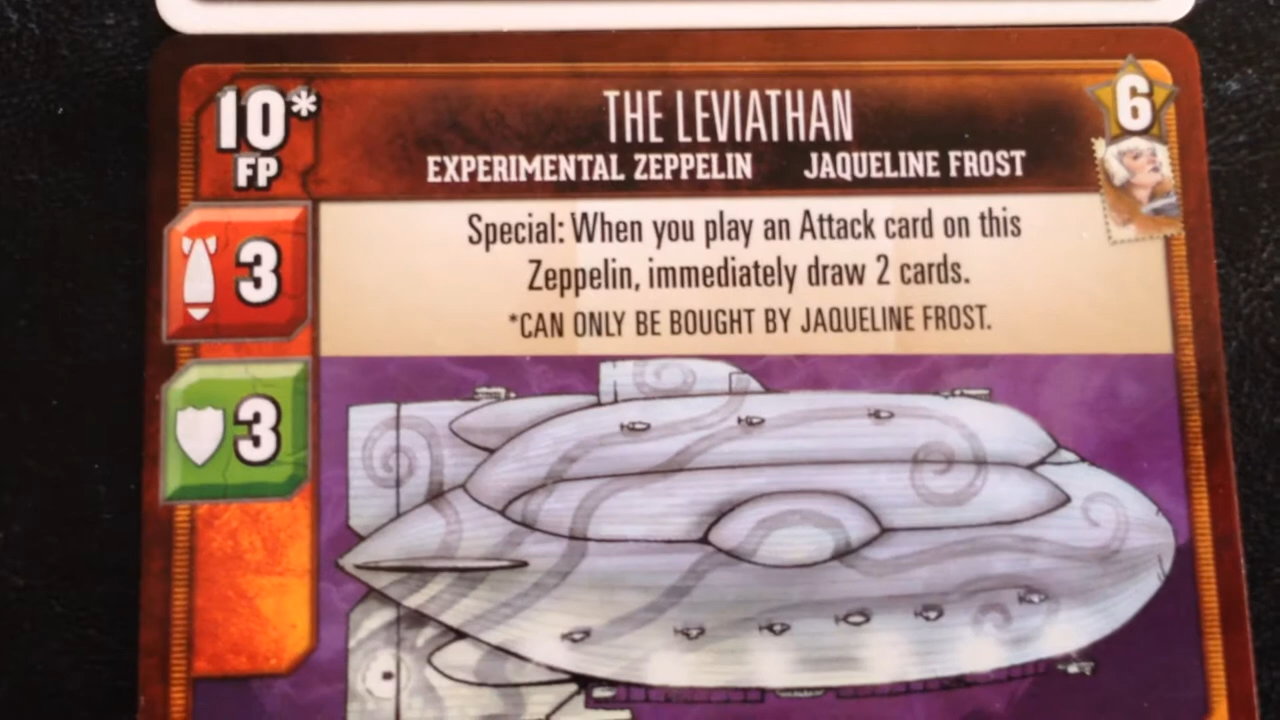 10*
FP
THE LEVIATHAN
6
EXPERIMENTAL ZEPPELIN JAQUELINE FROST
3
3
Special: When you play an Attack card on this
Zeppelin, immediately draw 2 cards.
*CAN ONLY BE BOUGHT BY JAQUELINE FROST.